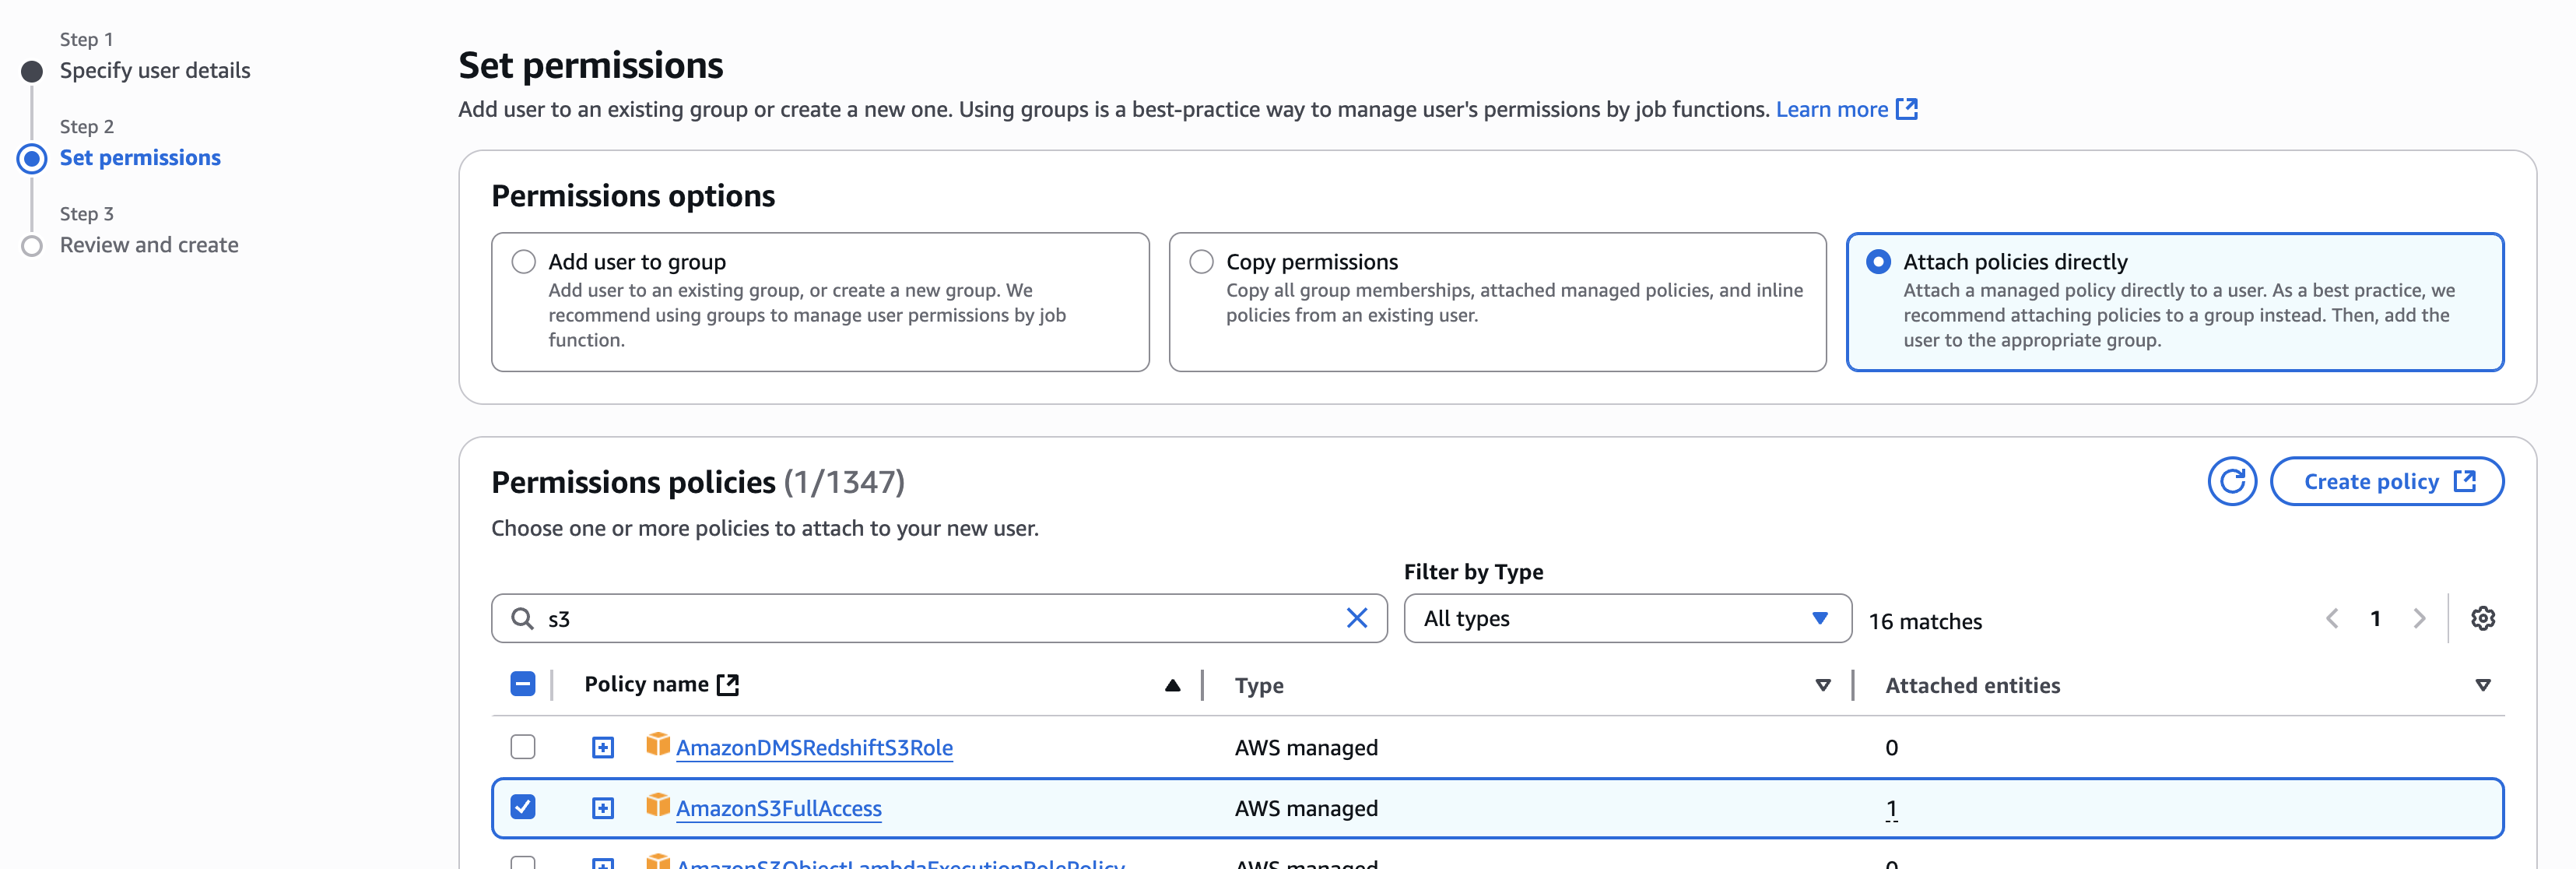 Step 1
Specify user details
Step 2
Set permissions
Step 3
Review and create
Set permissions
Add user to an existing group or create a new one. Using groups is a best-practice way to manage user's permissions by job functions. Learn more
Permissions options
Add user to group
Add user to an existing group, or create a new group. We
recommend using groups to manage user permissions by job
function.
Copy permissions
Copy all group memberships, attached managed policies, and inline
policies from an existing user.
Attach policies directly
Attach a managed policy directly to a user. As a best practice, we
recommend attaching policies to a group instead. Then, add the
user to the appropriate group.
Permissions policies (1/1347)
Create policy
Choose one or more policies to attach to your new user.
Filter by Type
s3
All types
16 matches
1
Policy name
Type
Attached entities
AmazonDMSRedshiftS3Role
AWS managed
0
AmazonS3FullAccess
AWS managed
1
AmazonS3ObjectLambdaExecutionRolePolicy
AWS managed
0